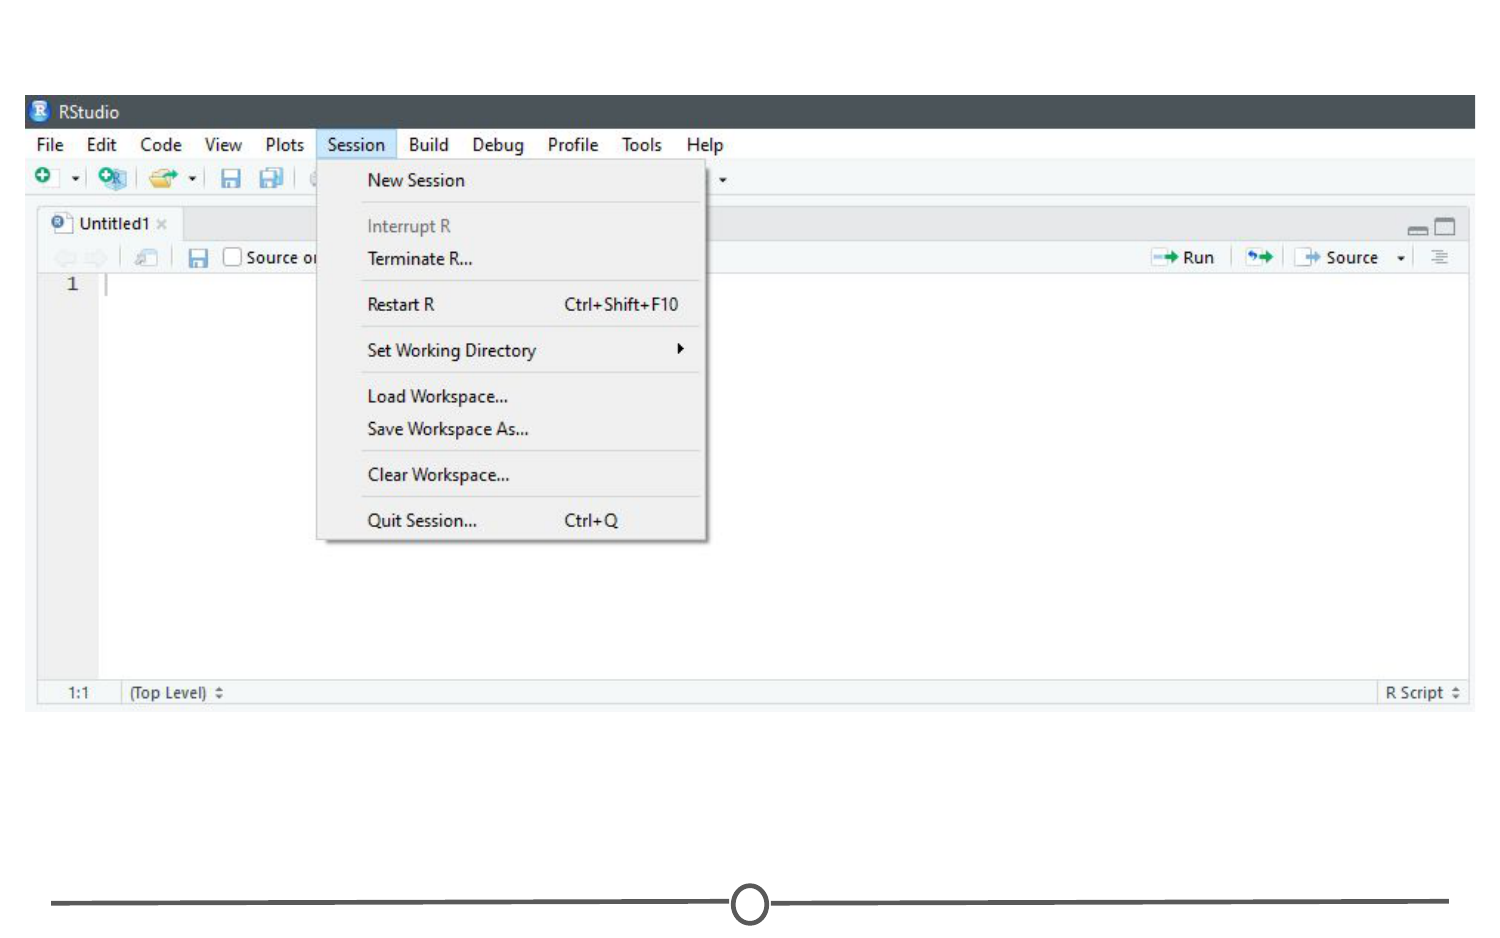 RStudio
File Edit Code View Plots Session Build Debug Profile Tools Help
New Session
Untitled1
Interrupt R
Source
Terminate R...
Run
Source
1
Restart R Ctrl+Shift+F10
Set Working Directory
Load Workspace...
Save Workspace As...
Clear Workspace...
Quit Session... Ctrl+Q
1:1 (Top Level) R Script